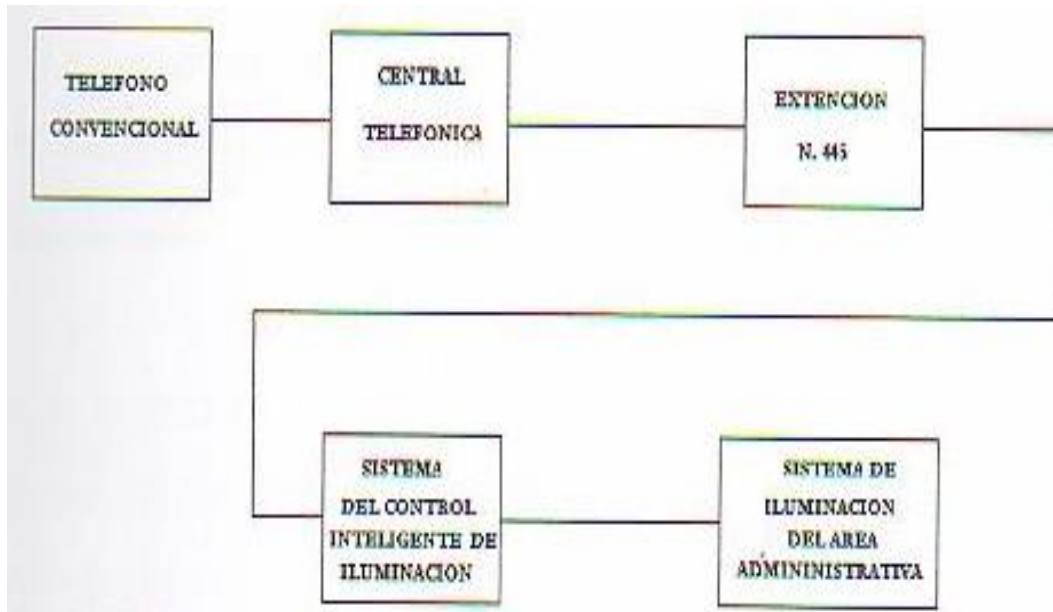 TELEFONO
CONVENCIONAL
CENTRAL
TELEFONICA
EXTENCION
N. 445
SISTEMA
DEL CONTROL
INTELIGENTE DE
ILUMINACION
SISTEMA DE
ILUMINACION
DEL AREA
ADMININISTRATIVA